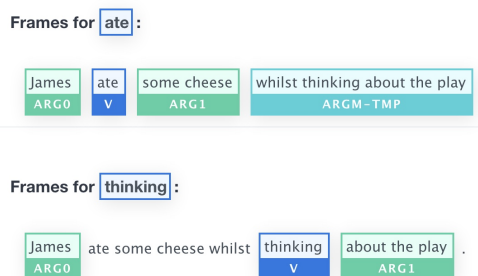 Frames for ate :
James ate some cheese whilst thinking about the play
ARG0 V ARG1 ARGM-TMP
Frames for thinking :
James ate some cheese whilst thinking about the play .
ARG0 V ARG1